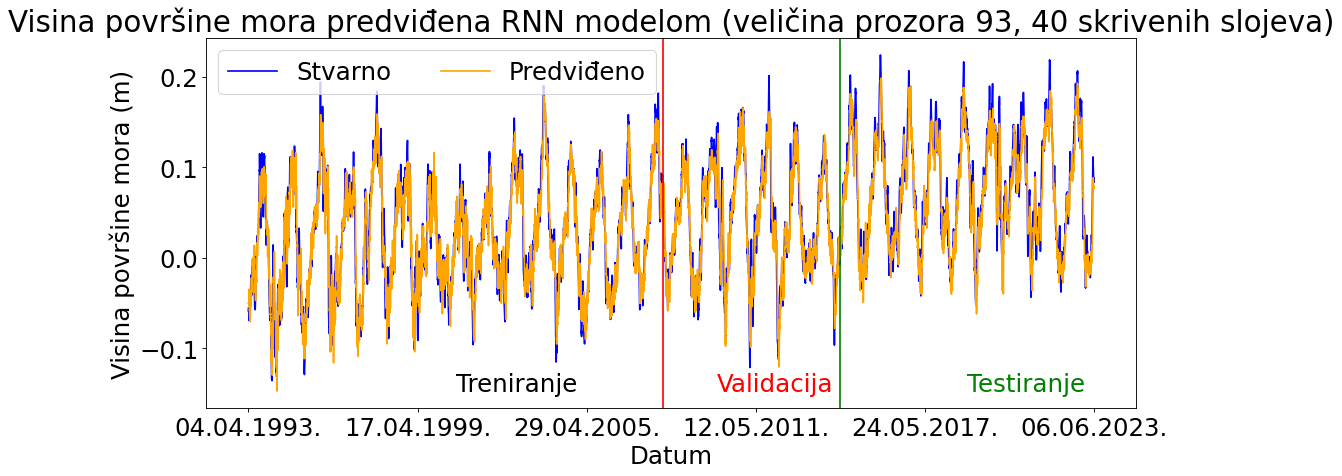 Visina površine mora predviđena RNN modelom (veličina prozora 93, 40 skrivenih slojeva)
Stvarno Predviđeno
Visina površine mora (m)
0.2
0.1
0.0
−0.1
Treniranje Validacija Testiranje
04.04.1993. 17.04.1999. 29.04.2005. 12.05.2011. 24.05.2017. 06.06.2023.
Datum